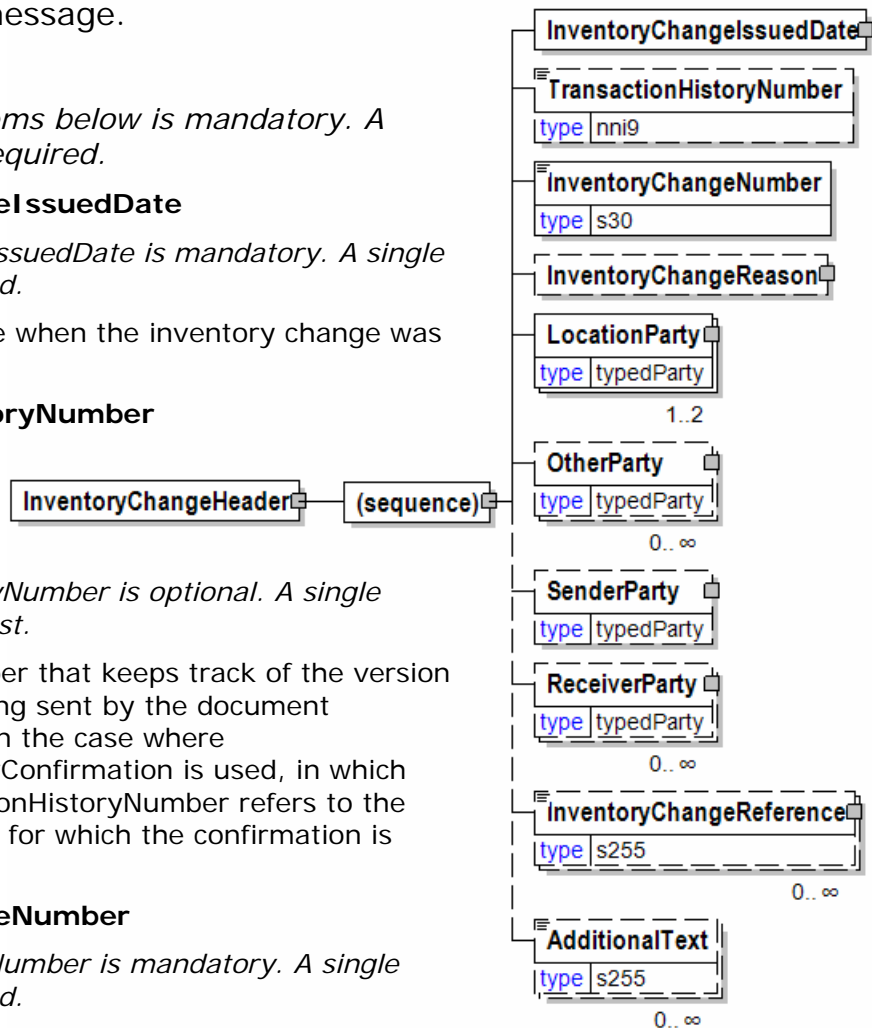 message.
ms below is mandatory. A
equired.
eIssuedDate
ssuedDate is mandatory. A single
d.
e when the inventory change was
oryNumber
yNumber is optional. A single
st.
er that keeps track of the version
ng sent by the document
n the case where
Confirmation is used, in which
onHistoryNumber refers to the
for which the confirmation is
eNumber
Number is mandatory. A single
d.
InventoryChangeHeader
(sequence)
InventoryChangeIssuedDate
TransactionHistoryNumber
type nni9
InventoryChangeNumber
type s30
InventoryChangeReason
LocationParty
type typedParty
1..2
OtherParty
type typedParty
0.. ∞
SenderParty
type typedParty
ReceiverParty
type typedParty
0.. ∞
InventoryChangeReference
type s255
0.. ∞
AdditionalText
type s255
0.. ∞